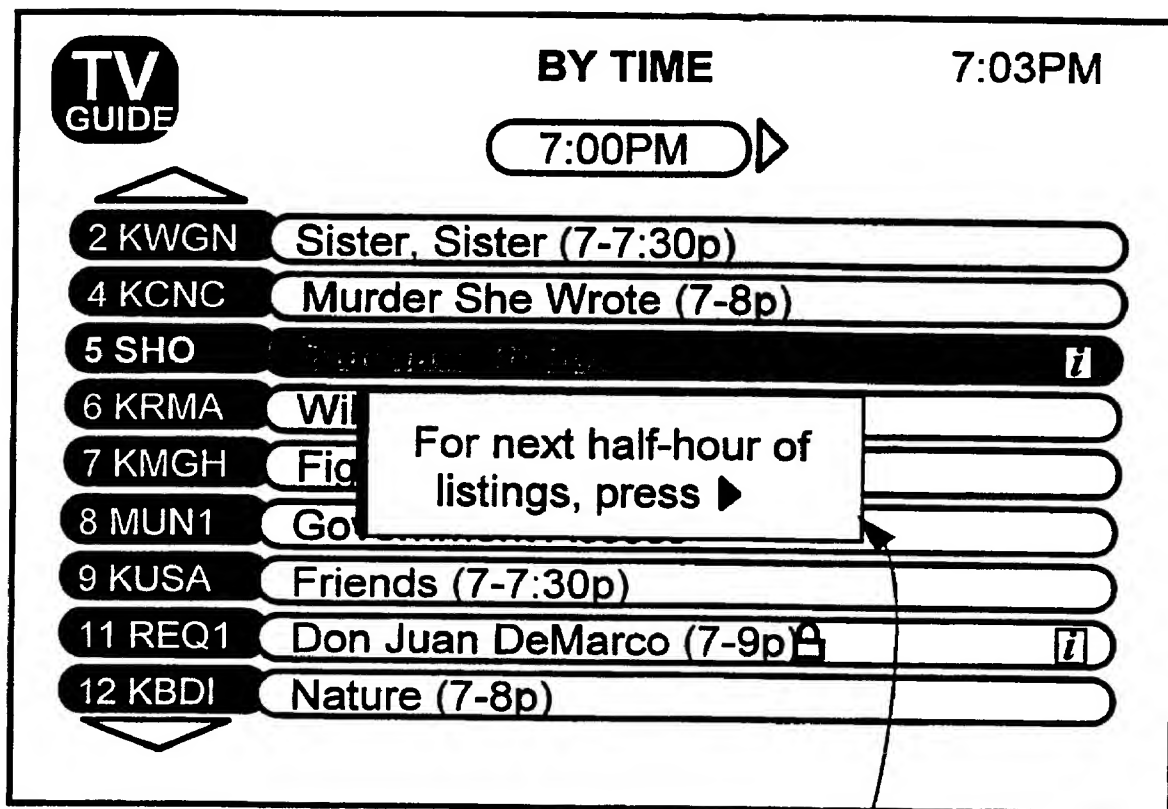 TV
GUIDE
BY TIME
7:03PM
7:00PM
2 KWGN Sister, Sister (7-7:30p)
4 KCNC Murder She Wrote (7-8p)
5 SHO i
6 KRMA
7 KMGH
8 MUN1
For next half-hour of
listings, press ▶
9 KUSA Friends (7-7:30p)
11 REQ1 Don Juan DeMarco (7-9p) i
12 KBDI Nature (7-8p)